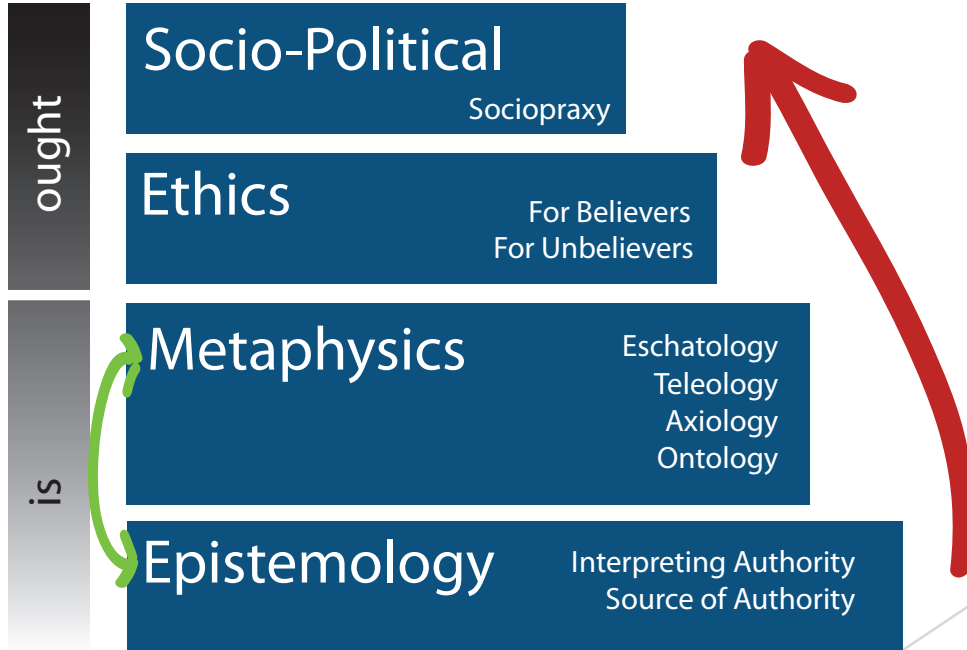 ought
Socio-Political
Sociopraxy
Ethics
For Believers
For Unbelievers
is
Metaphysics
Eschatology
Teleology
Axiology
Ontology
Epistemology
Interpreting Authority
Source of Authority